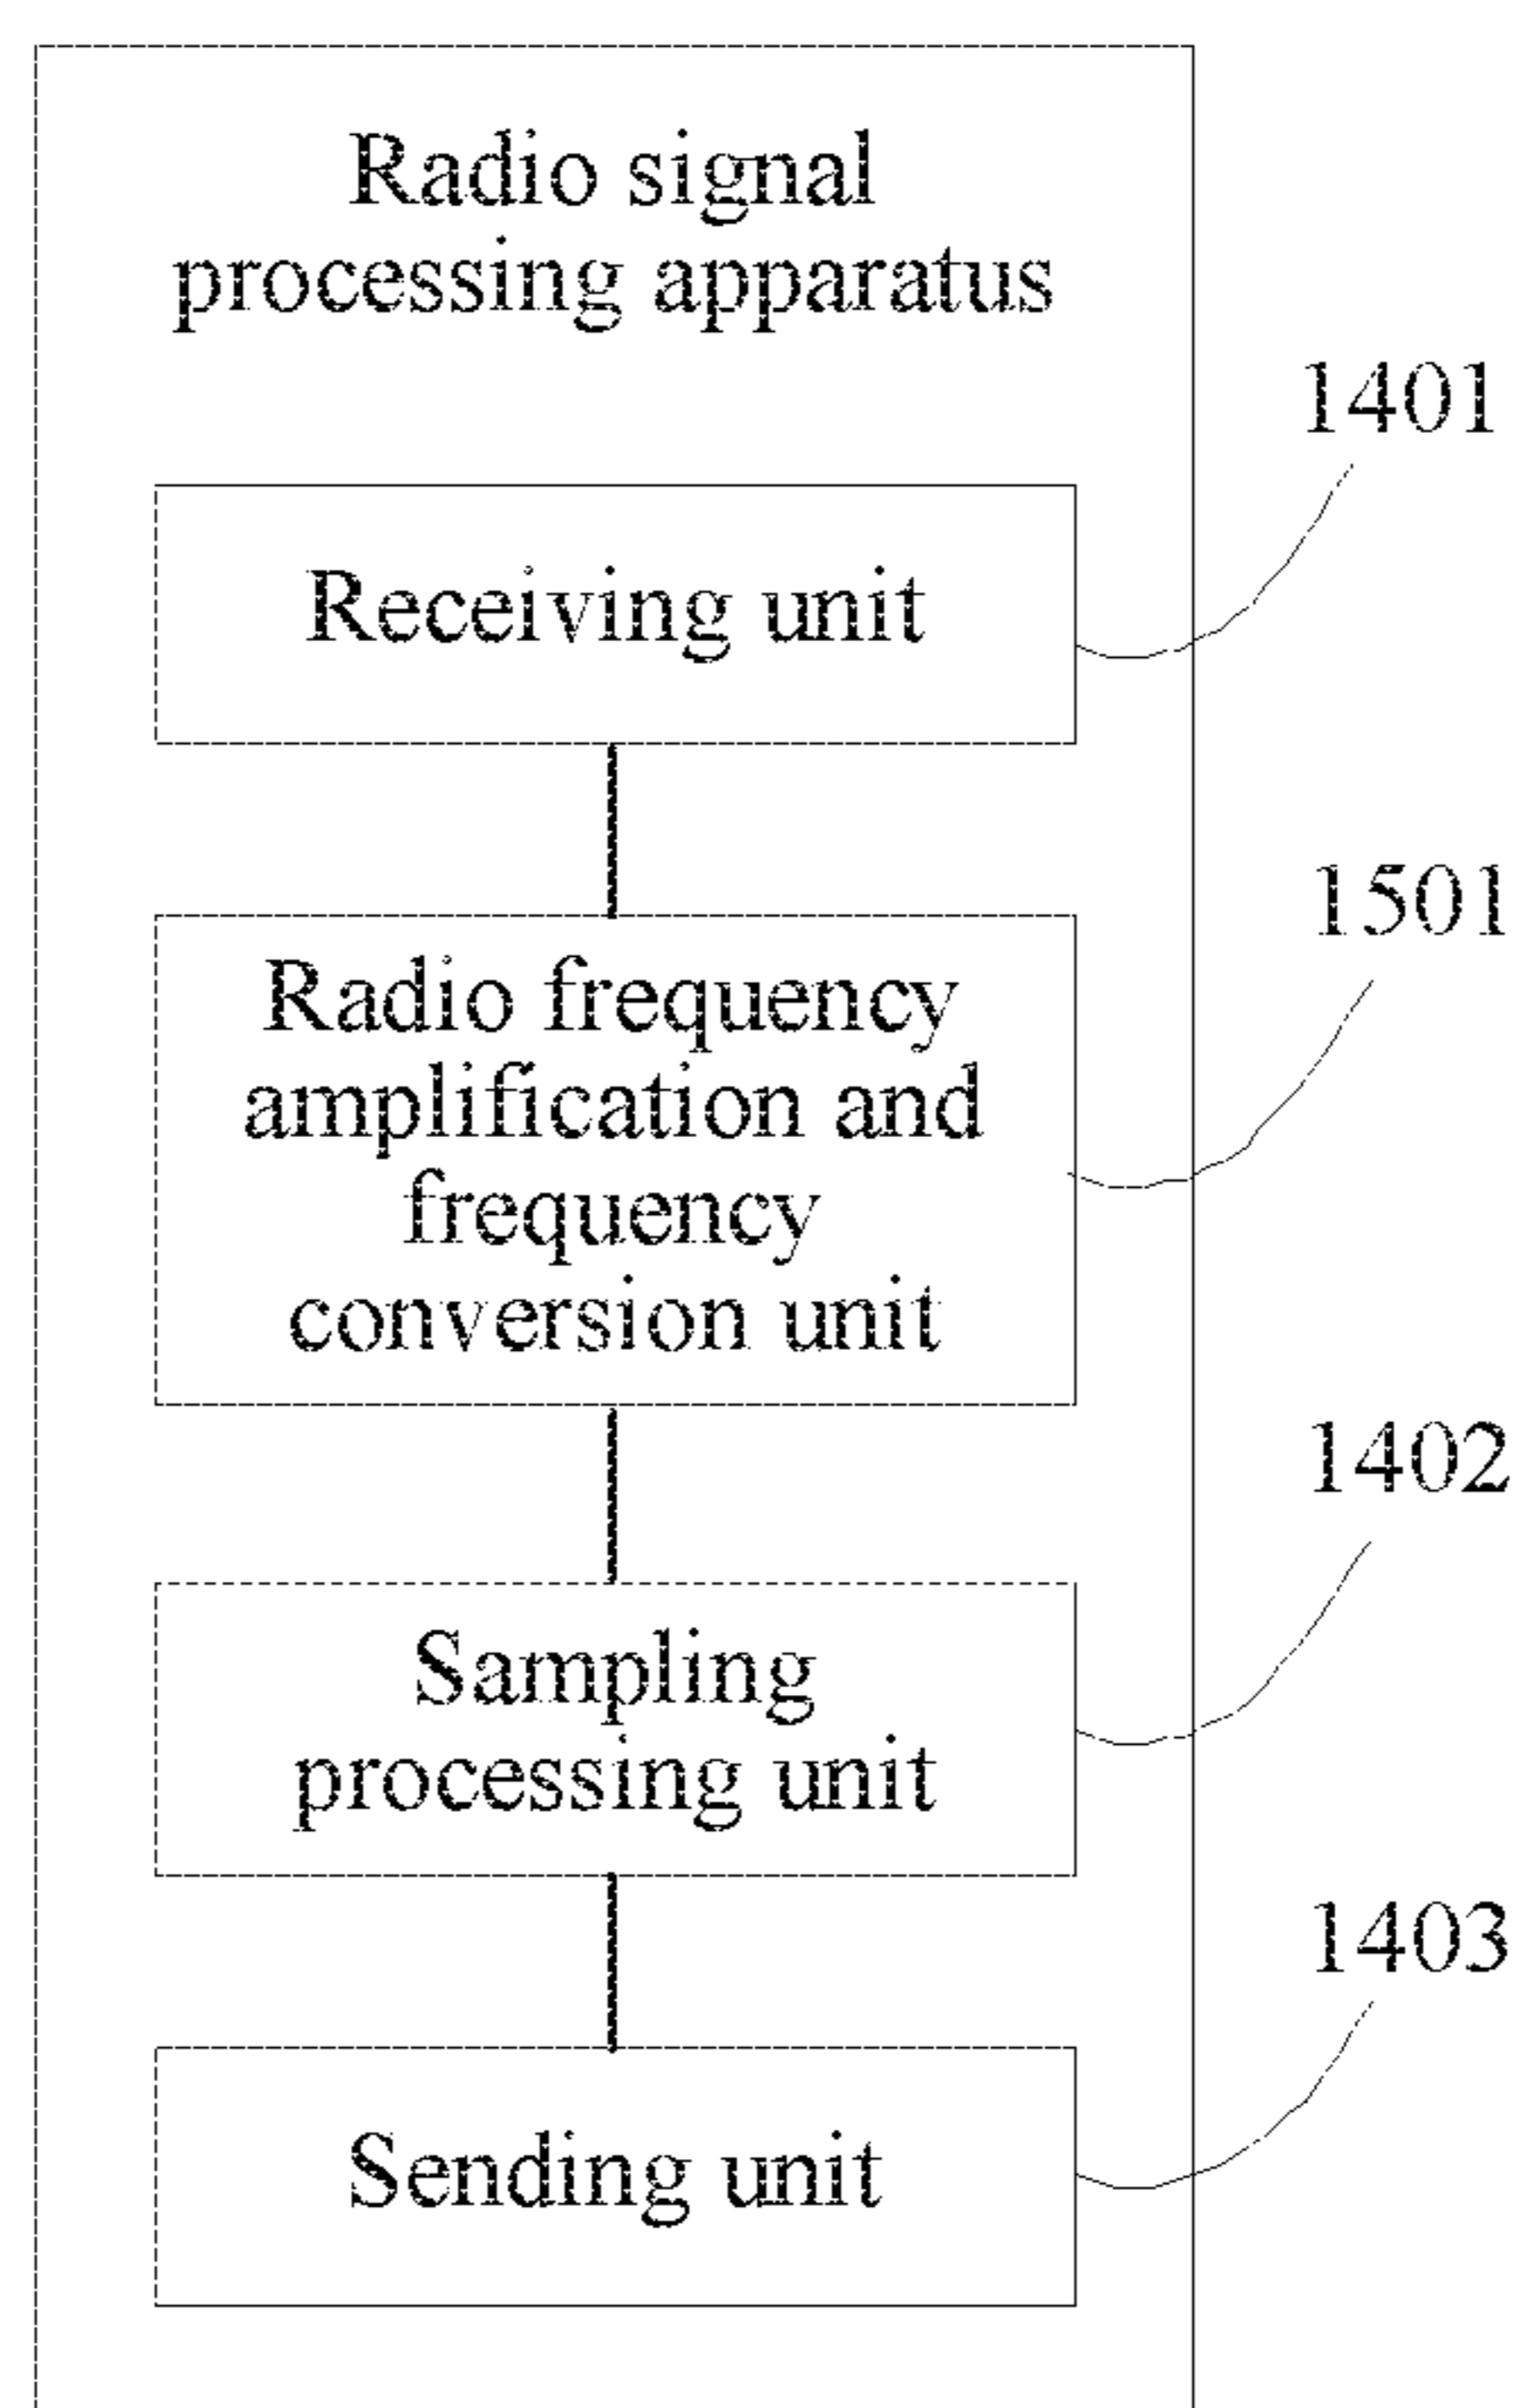 Radio signal
processing apparatus
1401
Receiving unit
1501
Radio frequency
amplification and
frequency
conversion unit
1402
Sampling
processing unit
1403
Sending unit